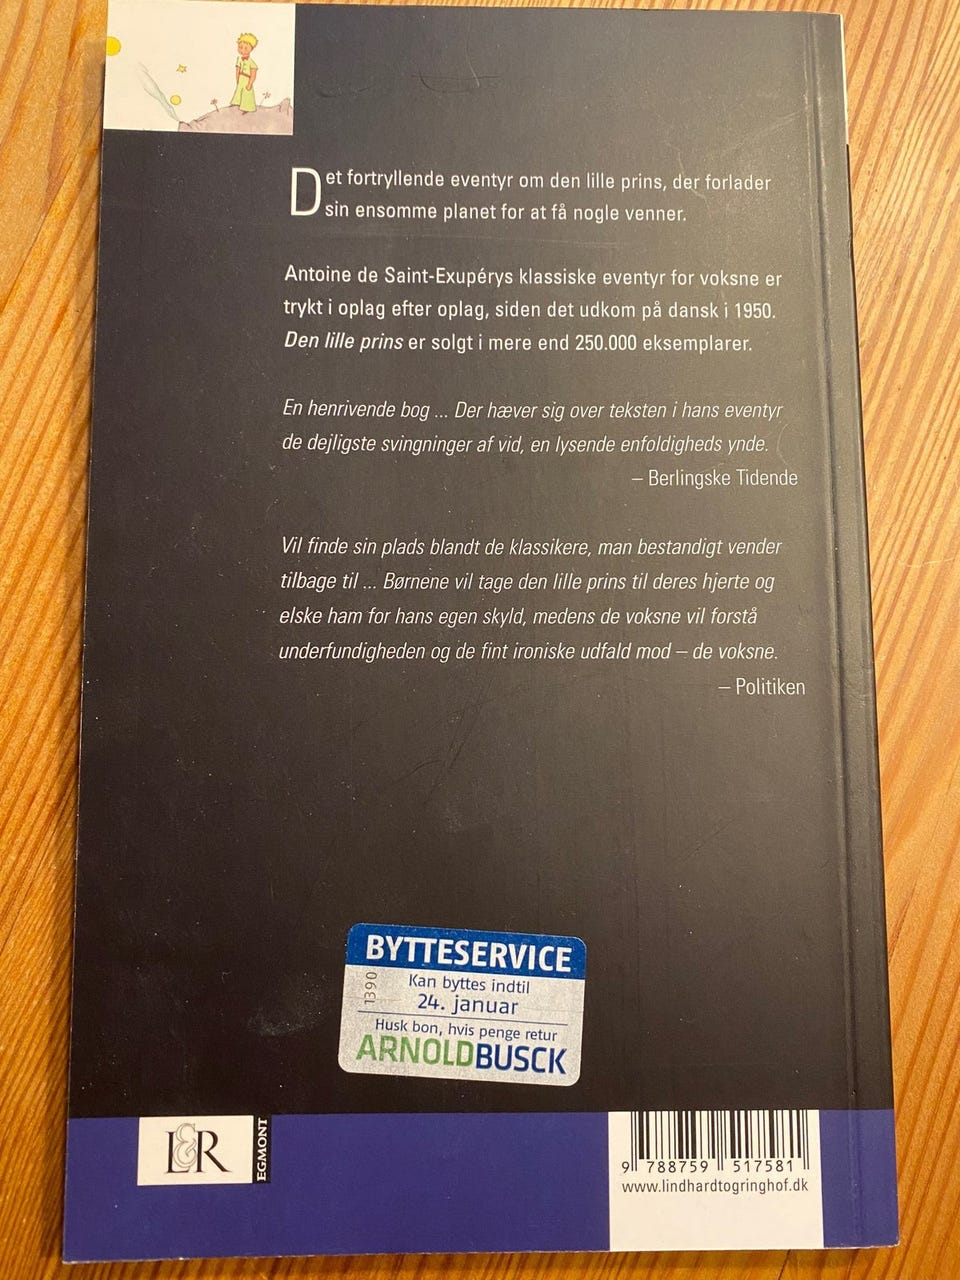 Det fortryllende eventyr om den lille prins, der forlader
sin ensomme planet for at få nogle venner.
Antoine de Saint-Exupérys klassiske eventyr for voksne er
trykt i oplag efter oplag, siden det udkom på dansk i 1950.
Den lille prins er solgt i mere end 250.000 eksemplarer.
En henrivende bog ... Der hæver sig over teksten i hans eventyr
de dejligste svingninger af vid, en lysende enfoldigheds ynde.
– Berlingske Tidende
Vil finde sin plads blandt de klassikere, man bestandigt vender
tilbage til ... Børnene vil tage den lille prins til deres hjerte og
elske ham for hans egen skyld, medens de voksne vil forstå
underfundigheden og de fint ironiske udfald mod – de voksne.
– Politiken
BYTTESERVICE
1390
Kan byttes indtil
24. januar
Husk bon, hvis penge retur
ARNOLDBUSCK
L&R
EGMONT
9 788759 517581
www.lindhardtogringhof.dk